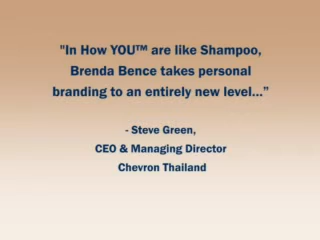 "In How YOU™ are like Shampoo,
Brenda Bence takes personal
branding to an entirely new level...”
- Steve Green,
CEO & Managing Director
Chevron Thailand